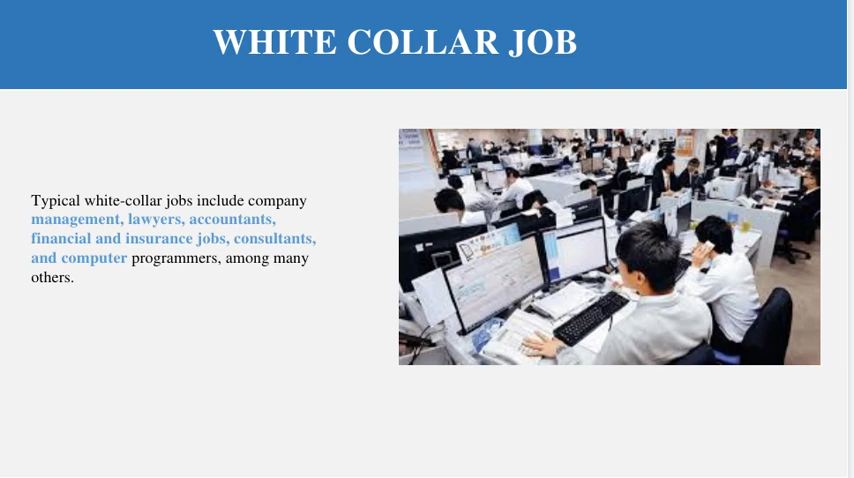 WHITE COLLAR JOB
Typical white-collar jobs include company
management, lawyers, accountants,
financial and insurance jobs, consultants,
and computer programmers, among many
others.